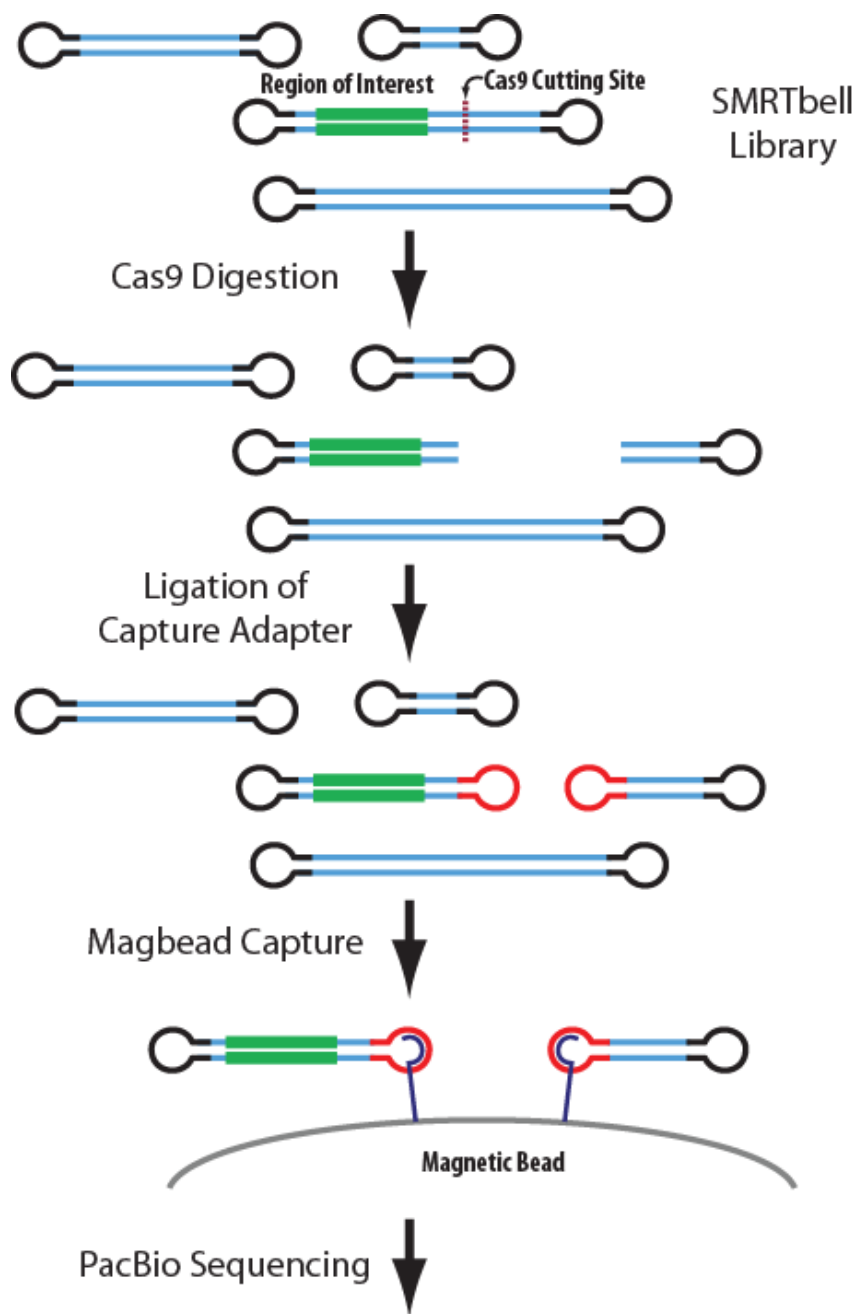 Region of Interest
Cas9 Cutting Site
SMRTbell
Library
Cas9 Digestion
Ligation of
Capture Adapter
Magbead Capture
Magnetic Bead
PacBio Sequencing